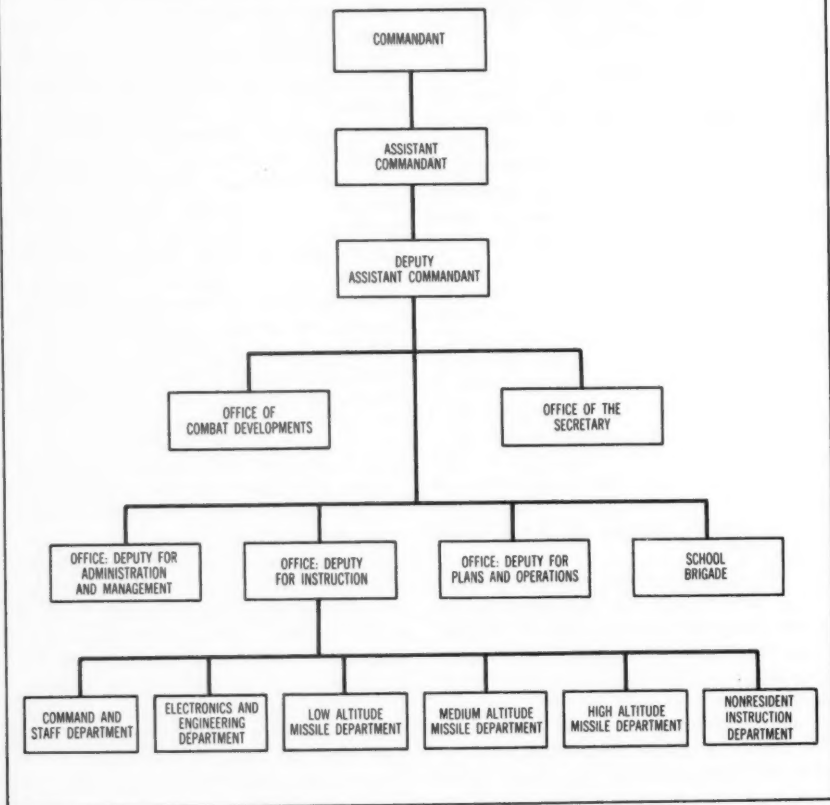 COMMANDANT
ASSISTANT
COMMANDANT
DEPUTY
ASSISTANT COMMANDANT
OFFICE OF
COMBAT DEVELOPMENTS
OFFICE OF THE
SECRETARY
OFFICE: DEPUTY FOR
ADMINISTRATION
AND MANAGEMENT
OFFICE: DEPUTY
FOR INSTRUCTION
OFFICE: DEPUTY FOR
PLANS AND OPERATIONS
SCHOOL
BRIGADE
COMMAND AND
STAFF DEPARTMENT
ELECTRONICS AND
ENGINEERING
DEPARTMENT
LOW ALTITUDE
MISSILE DEPARTMENT
MEDIUM ALTITUDE
MISSILE DEPARTMENT
HIGH ALTITUDE
MISSILE DEPARTMENT
NONRESIDENT
INSTRUCTION
DEPARTMENT